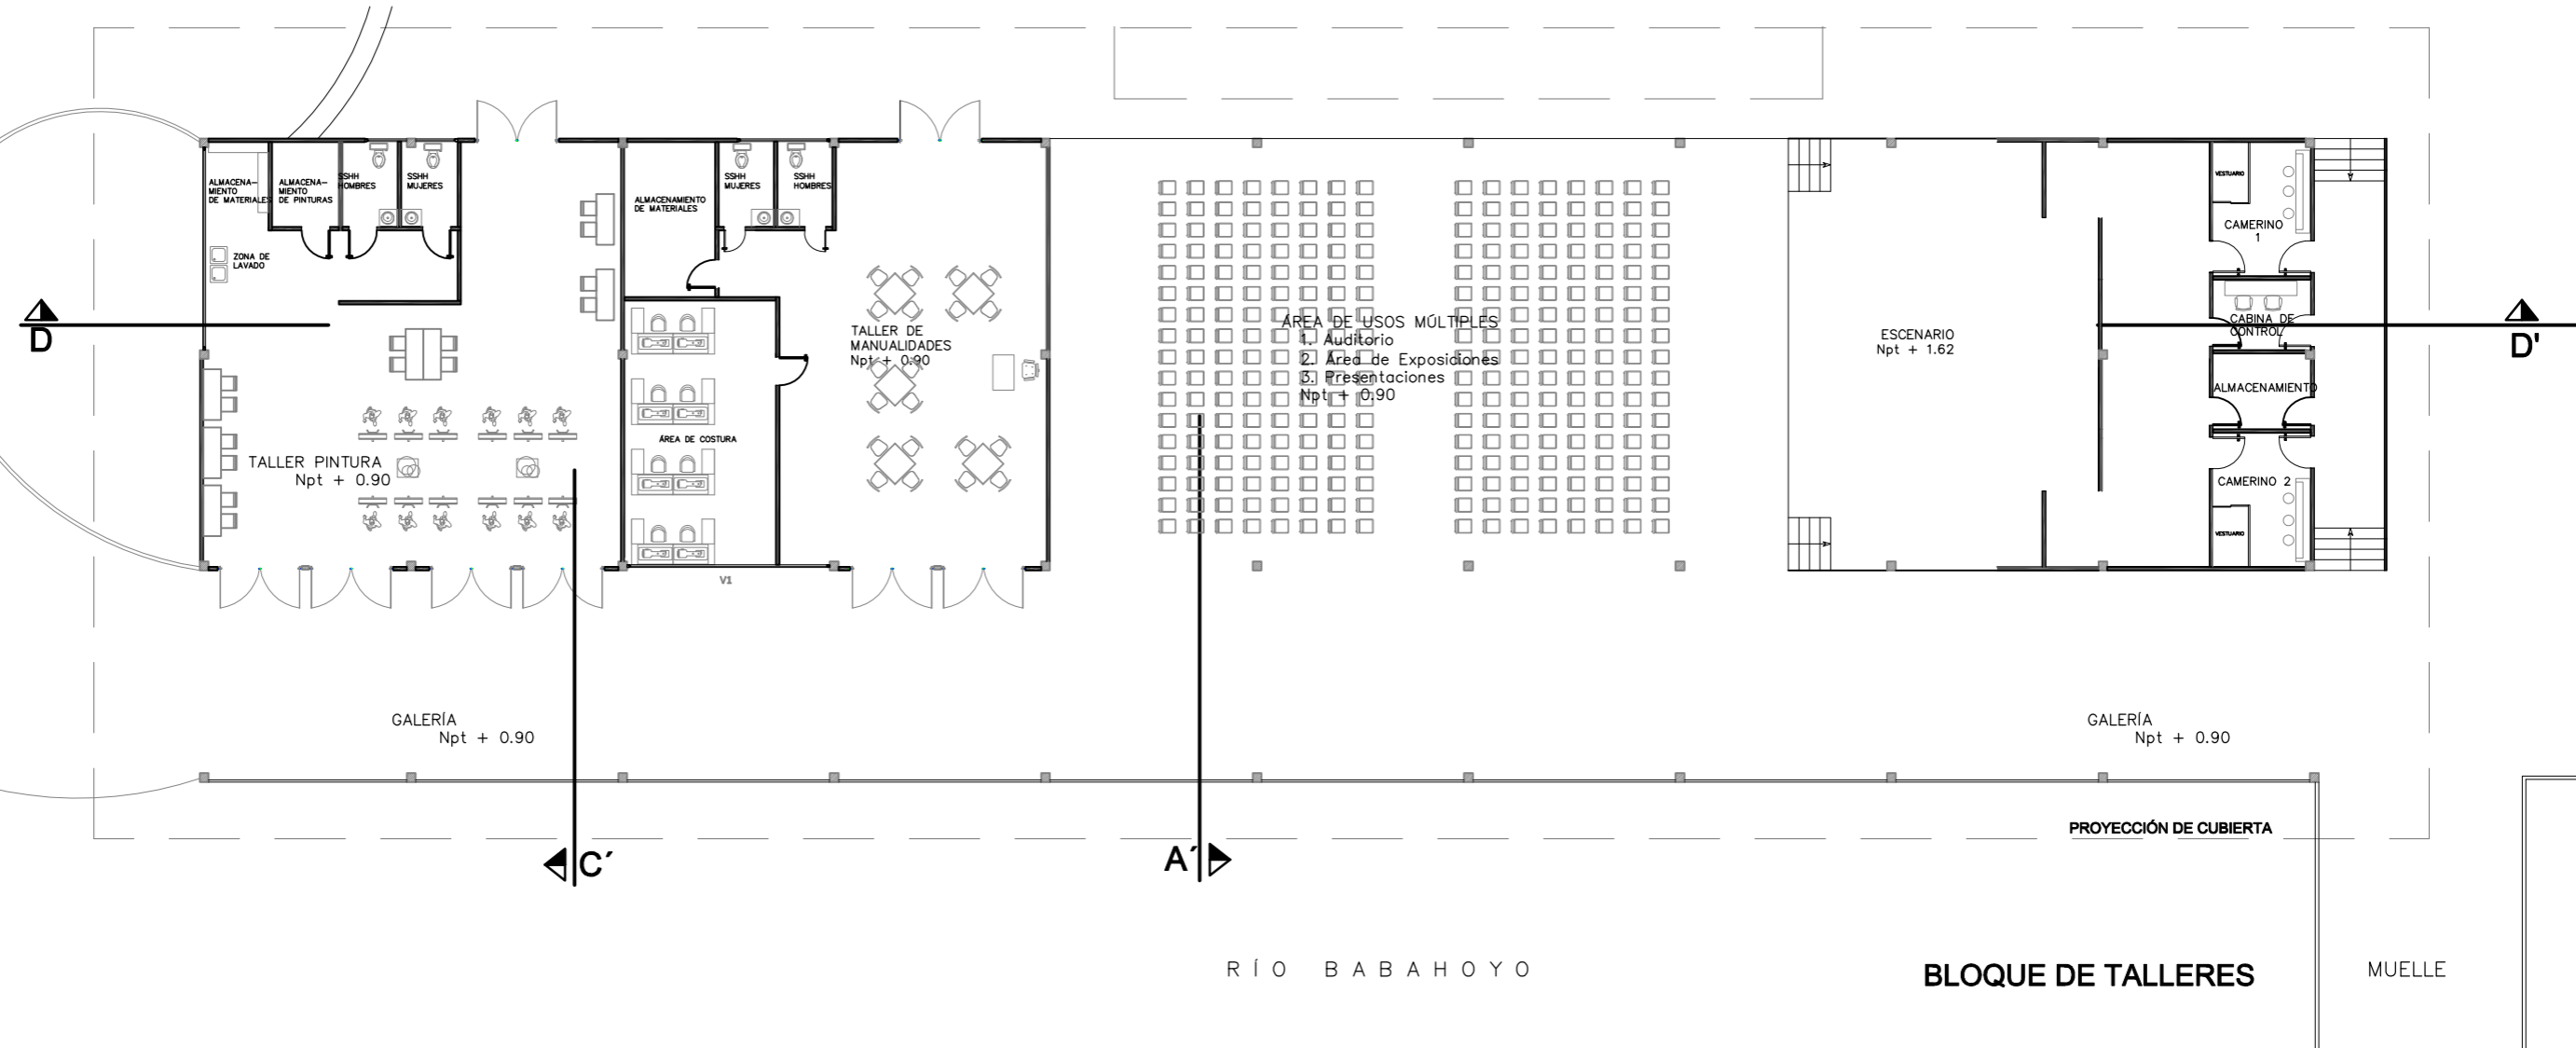 ALMACENA-
MIENTO
DE MATERIALES
ALMACENA-
MIENTO
DE PINTURAS
SSHH
HOMBRES
SSHH
MUJERES
ZONA DE
LAVADO
ALMACENAMIENTO
DE MATERIALES
SSHH
MUJERES
SSHH
HOMBRES
TALLER DE
MANUALIDADES
Npt + 0.90
ÁREA DE COSTURA
TALLER PINTURA
Npt + 0.90
V1
ÁREA DE USOS MÚLTIPLES
1. Auditorio
2. Área de Exposiciones
3. Presentaciones
Npt + 0.90
ESCENARIO
Npt + 1.62
VESTUARIO
CAMERINO
1
CABINA DE
CONTROL
ALMACENAMIENTO
CAMERINO 2
VESTUARIO
D
D'
GALERÍA
Npt + 0.90
GALERÍA
Npt + 0.90
PROYECCIÓN DE CUBIERTA
C´
A´
RÍO BABAHOYO
BLOQUE DE TALLERES
MUELLE